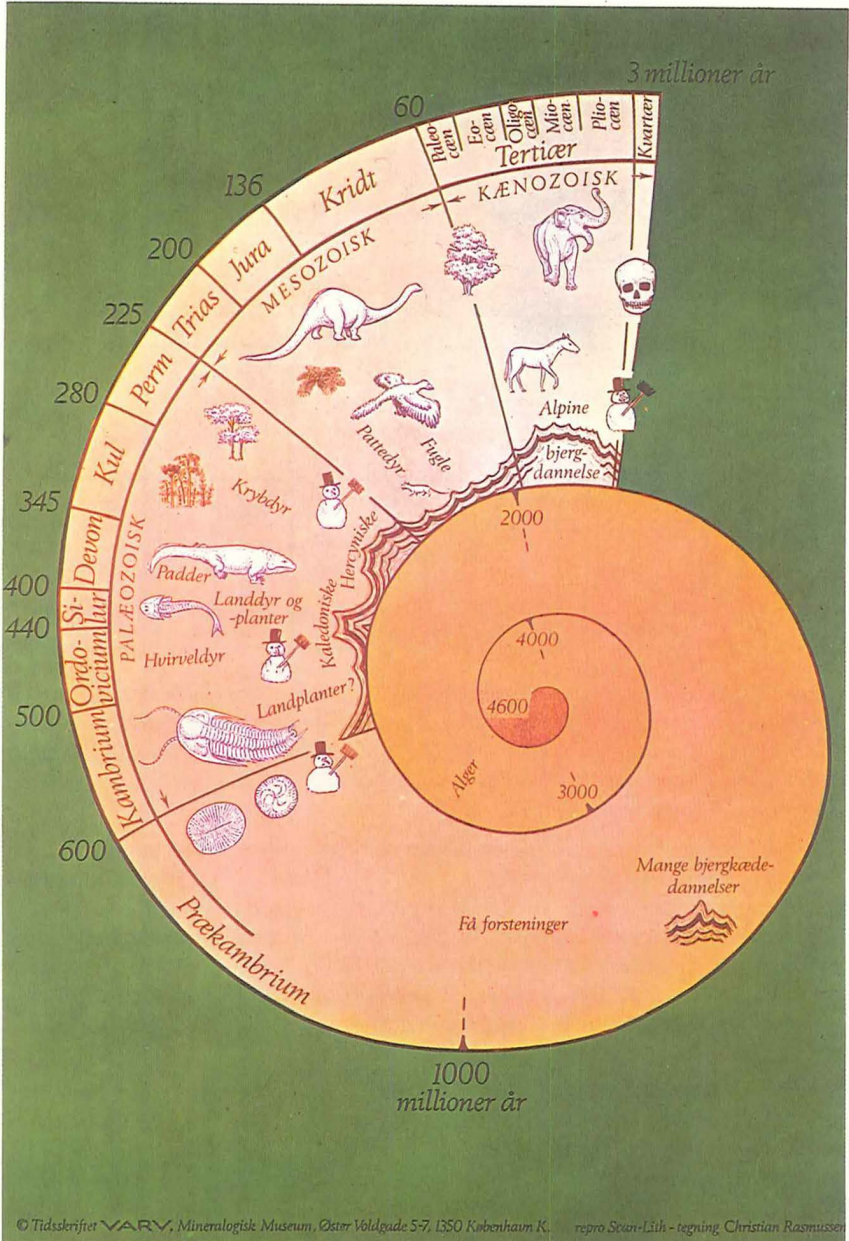 3 millioner år
60
Paleo-
cæn
Eo-
cæn
Oligo-
cæn
Mio-
cæn
Plio-
cæn
Kvartær
Tertiær
KÆNOZOISK
136
Kridt
200
Jura
MESOZOISK
225
Trias
280
Perm
345
Kul
400
Devon
440
Si-
lur
500
Ordo-
vicium
600
Kambrium
PALÆOZOISK
Prækambrium
Alpine
bjerg-
dannelse
Fugle
Pattedyr
Krybdyr
Hercyniske
Padder
Landdyr og
-planter
Kaledoniske
Hvirveldyr
Landplanter?
2000
4000
4600
3000
Alger
Mange bjergkæde-
dannelser
Få forsteninger
1000
millioner år
© Tidsskriftet VARV, Mineralogisk Museum, Øster Voldgade 5-7, 1350 København K. repro Scan-Lith - tegning Christian Rasmussen